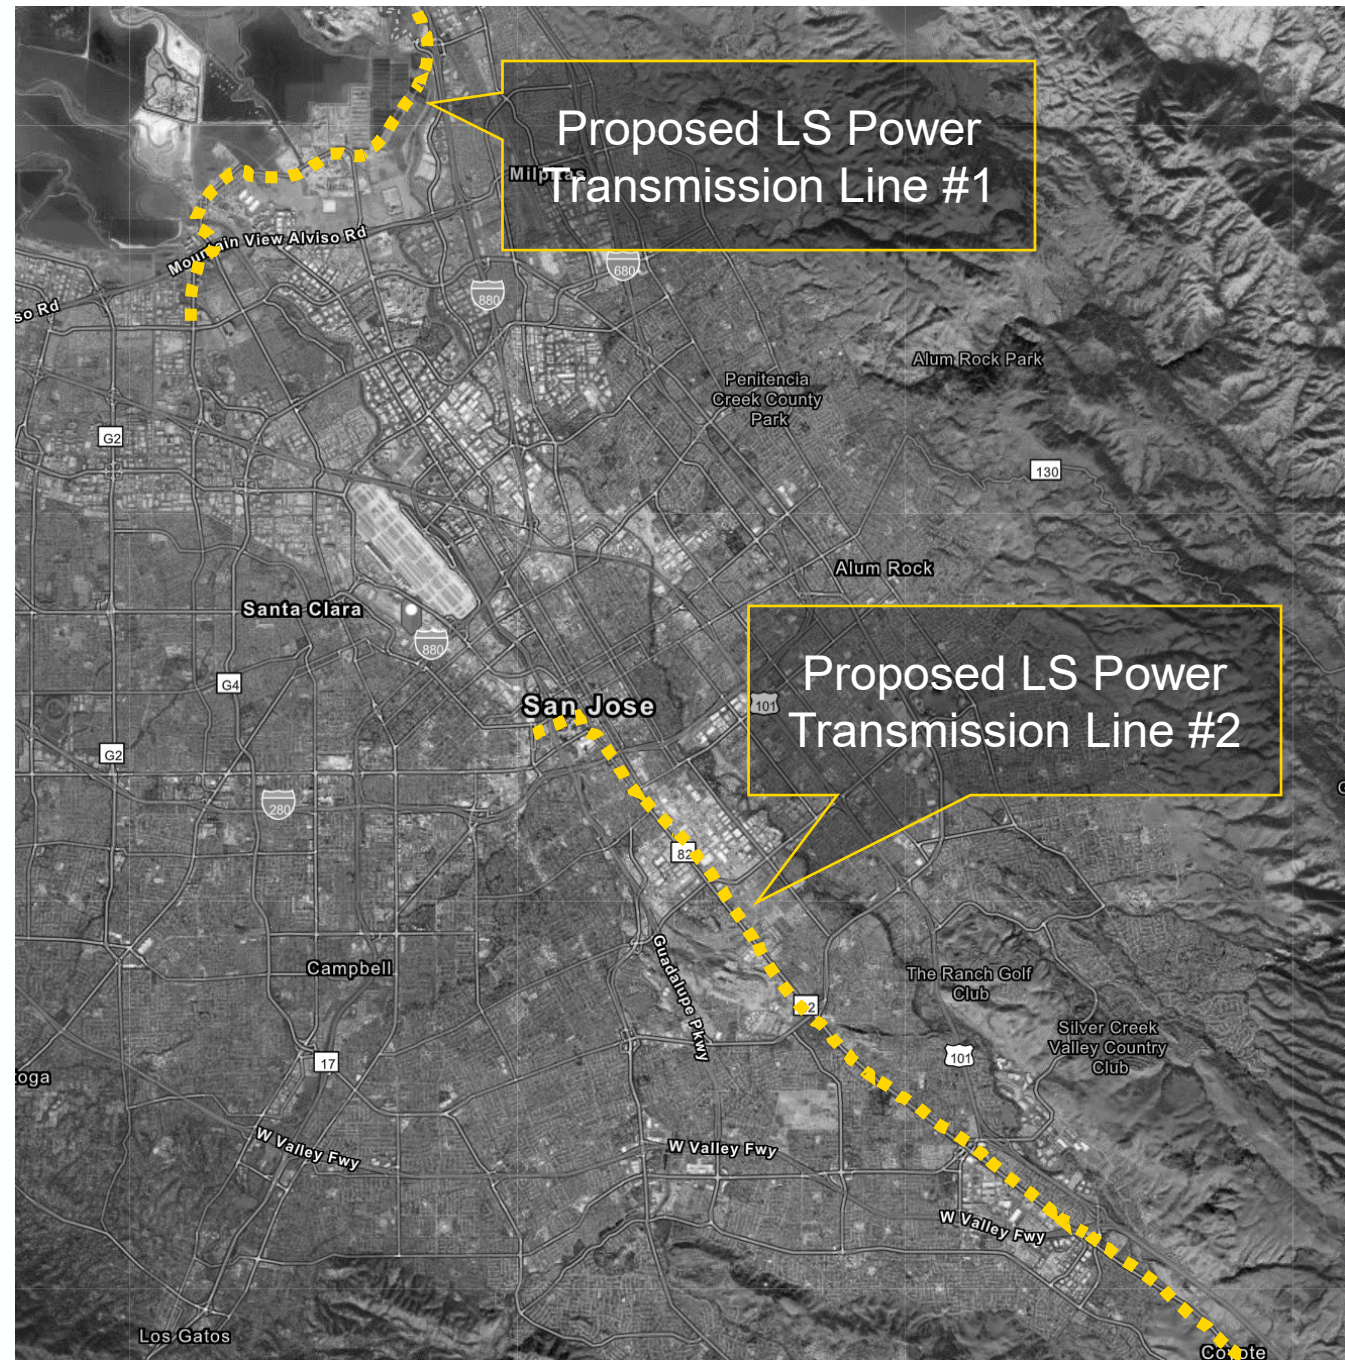 Proposed LS Power
Transmission Line #1
Mountain View Alviso Rd
680
880
so Rd
Alum Rock Park
Penitencia
Creek County
Park
G2
130
Alum Rock
Santa Clara
880
Proposed LS Power
Transmission Line #2
G4
San Jose
101
G2
280
82
Campbell
Guadalupe Pkwy
The Ranch Golf
Club
Silver Creek
Valley Country
Club
101
17
toga
W Valley Fwy
W Valley Fwy
W Valley Fwy
Los Gatos